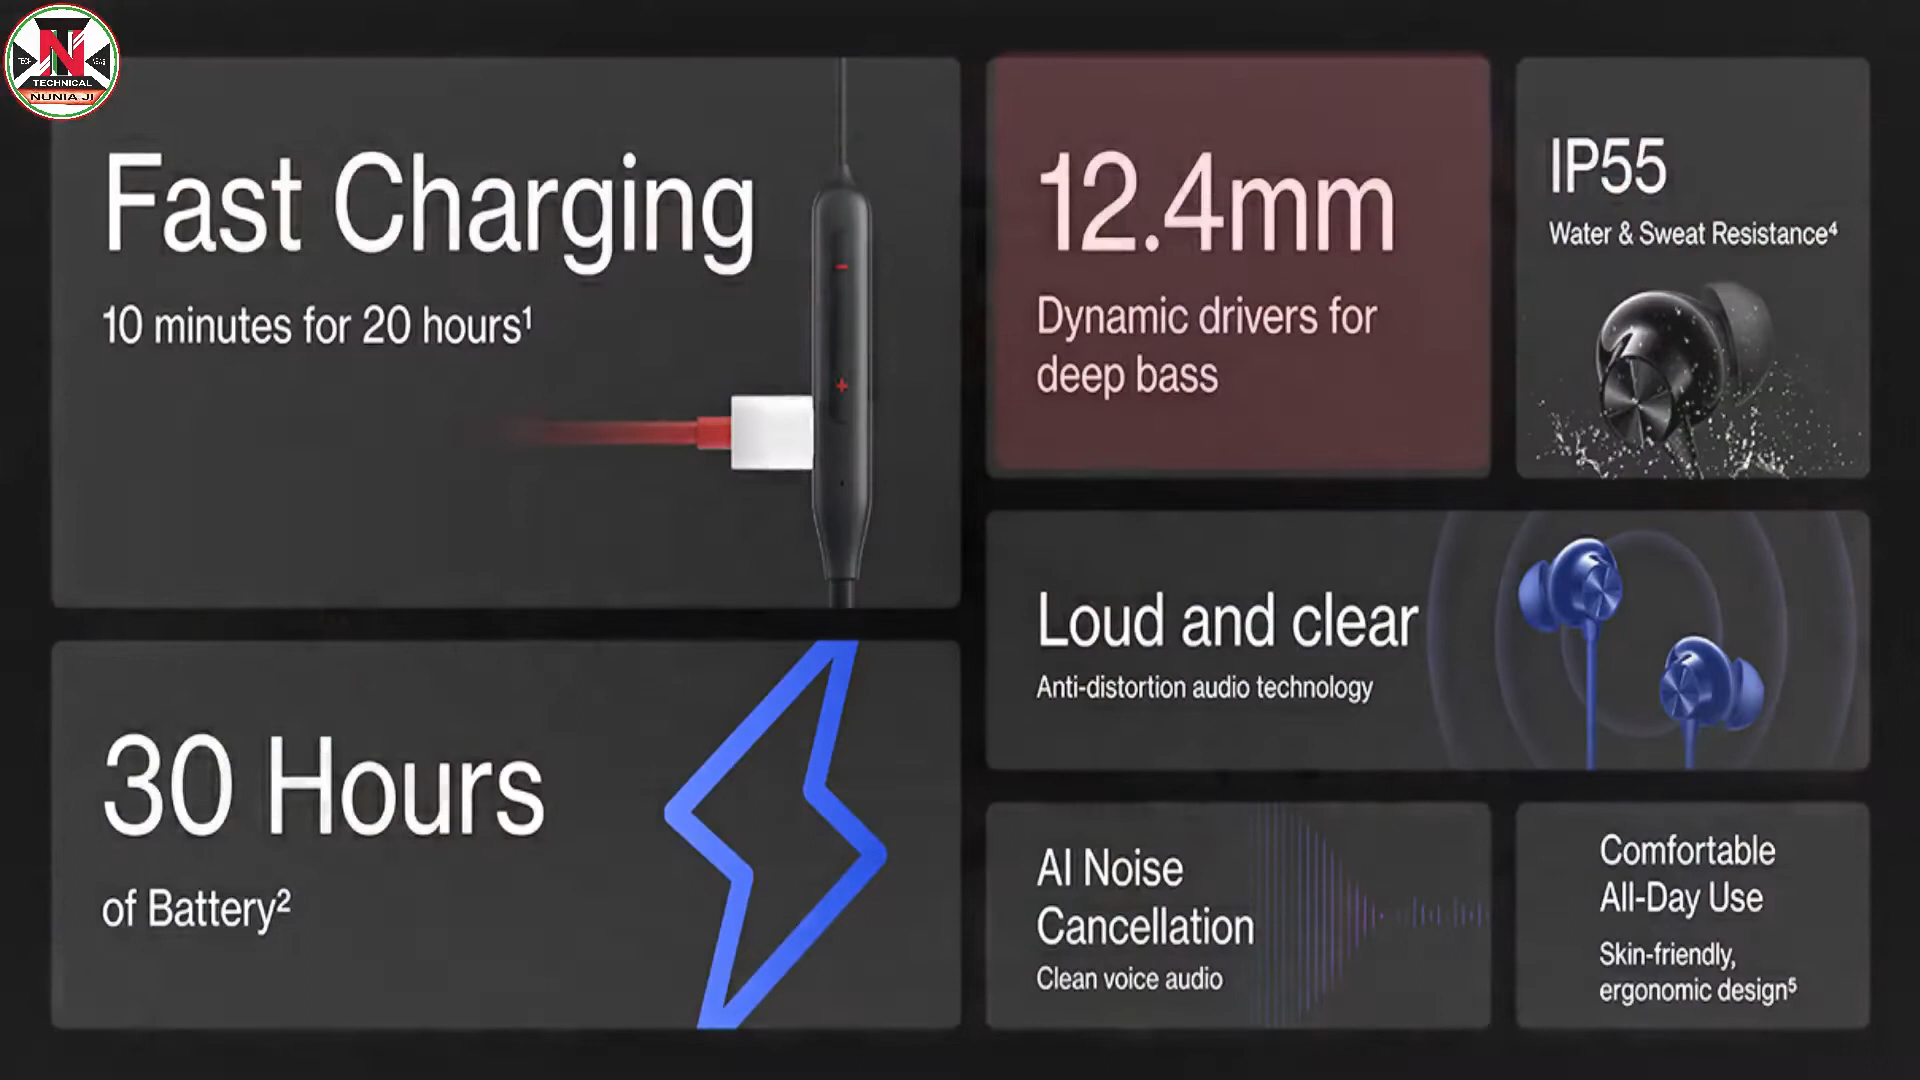 TECH
NEWS
TECHNICAL
NUNIA JI
Fast Charging
10 minutes for 20 hours¹
12.4mm
Dynamic drivers for
deep bass
IP55
Water & Sweat Resistance⁴
Loud and clear
Anti-distortion audio technology
30 Hours
of Battery²
AI Noise
Cancellation
Clean voice audio
Comfortable
All-Day Use
Skin-friendly,
ergonomic design⁵